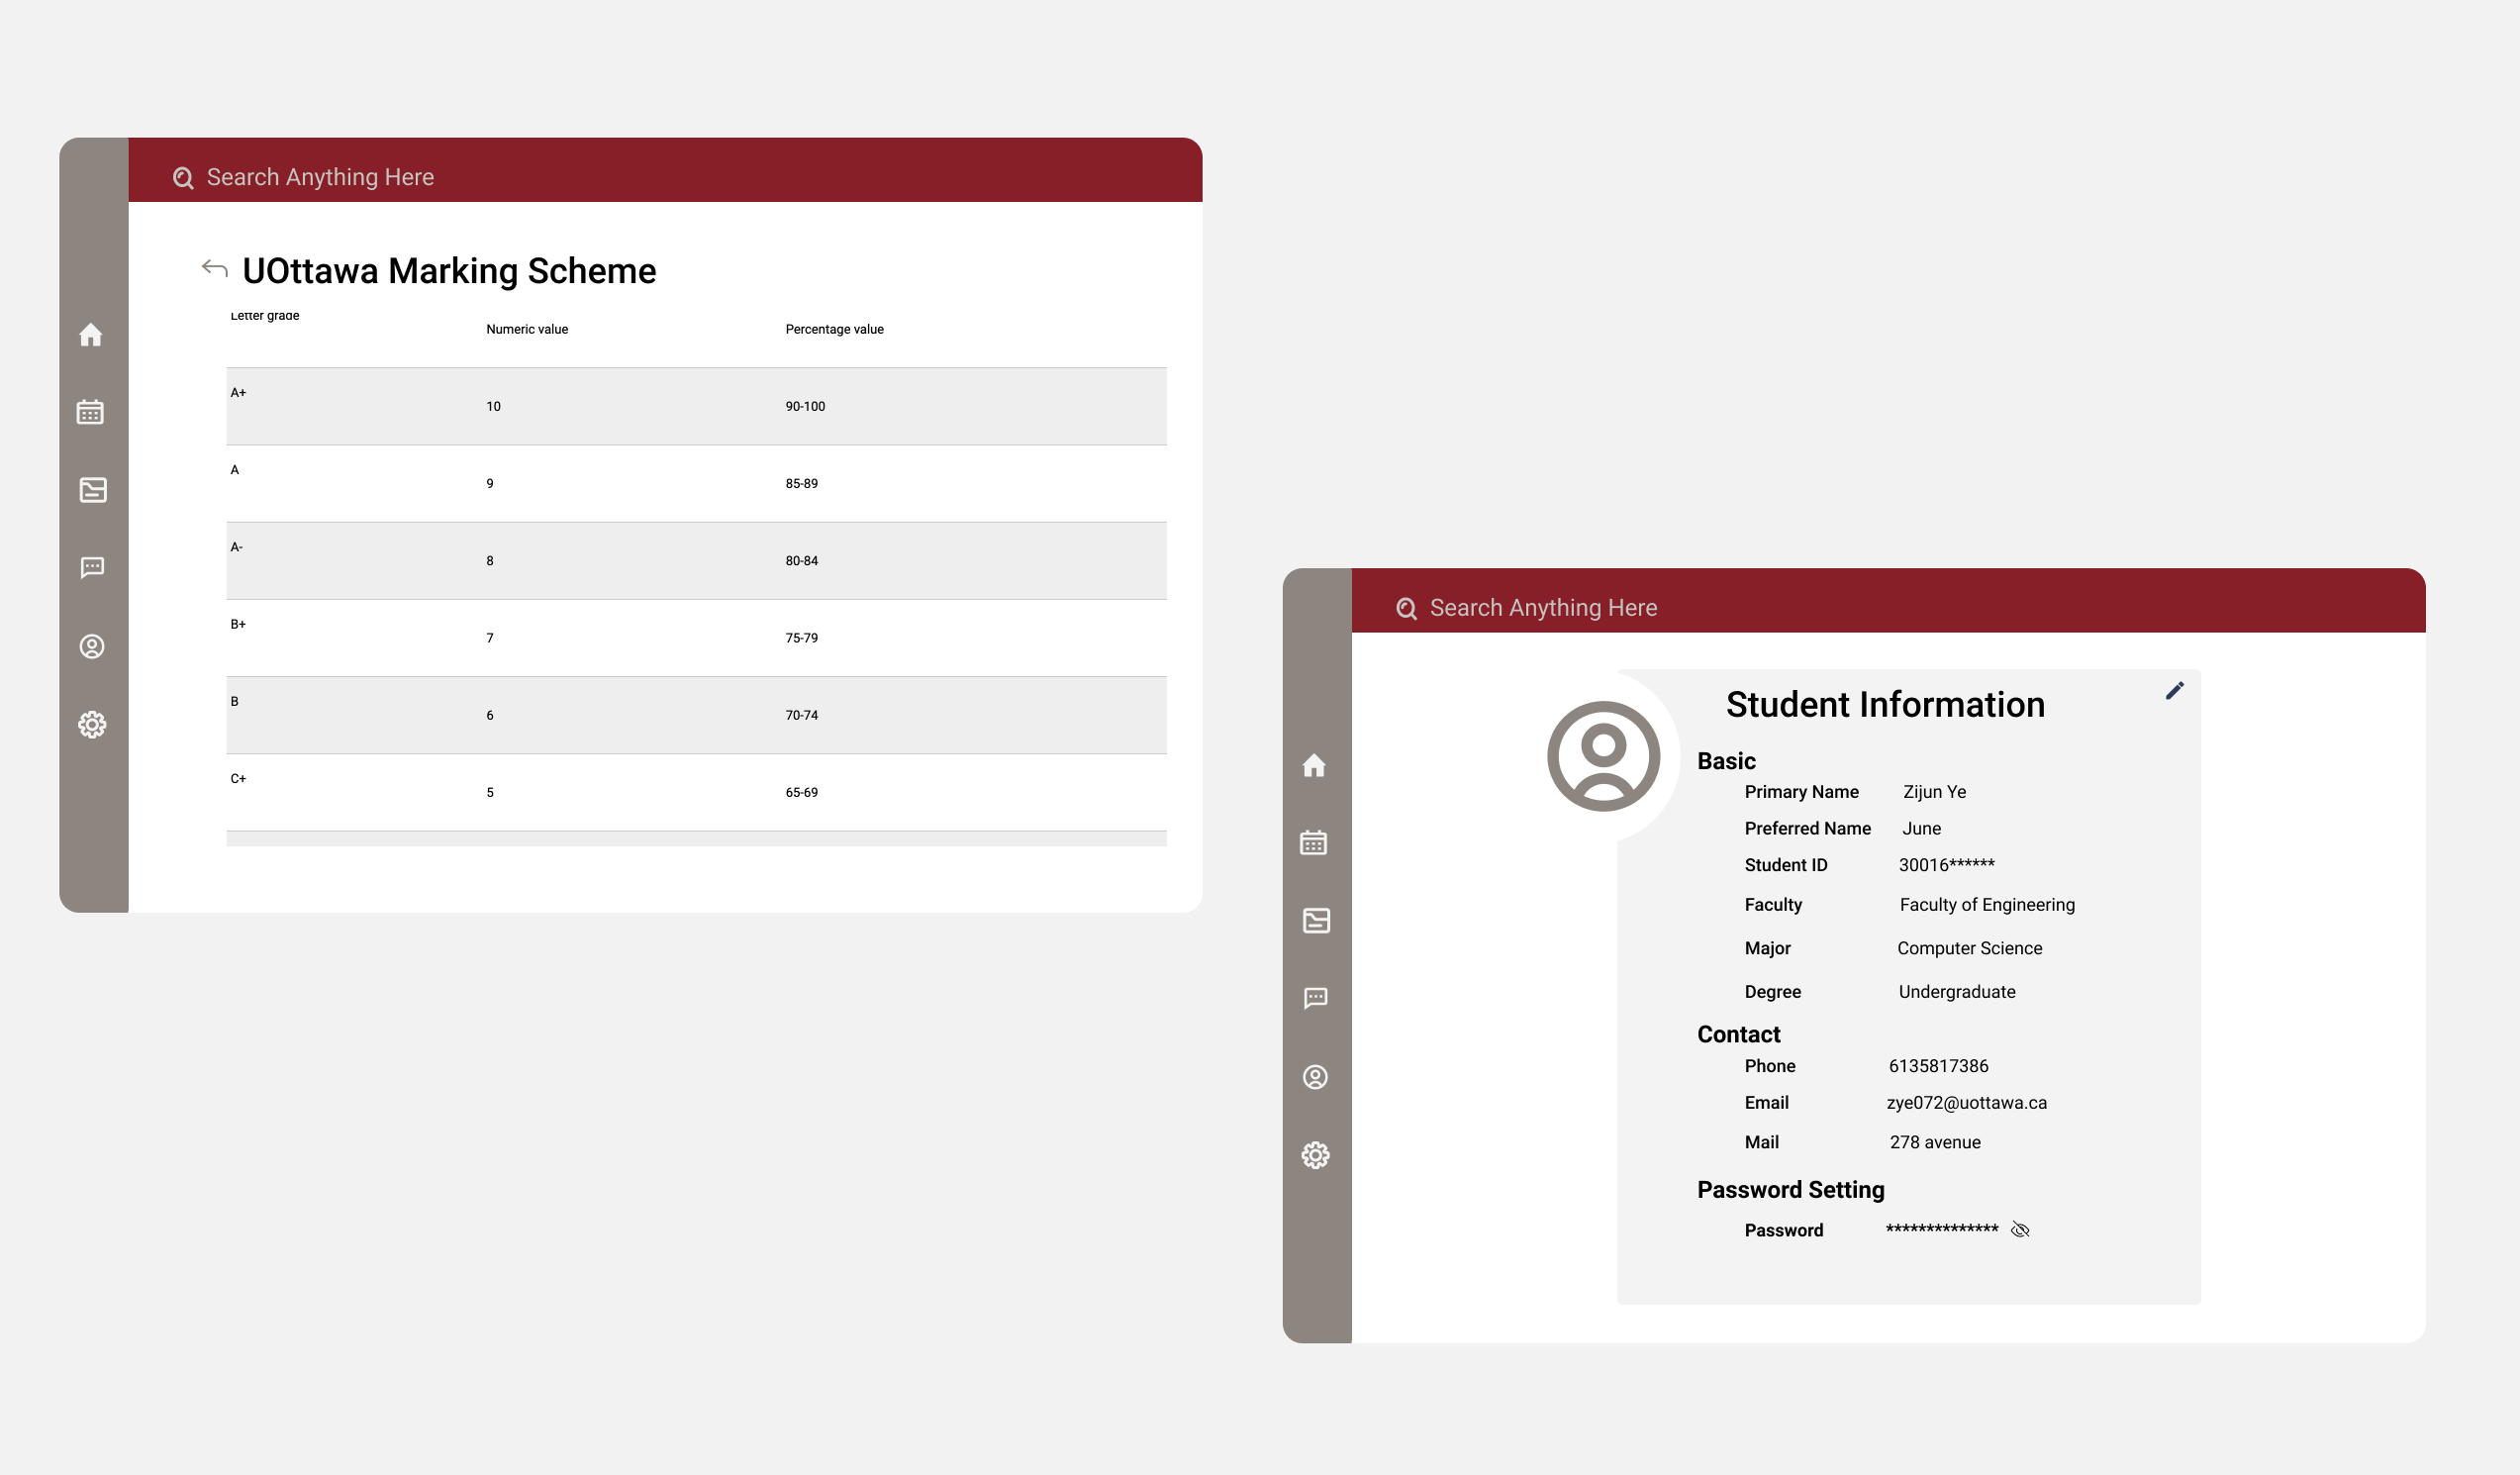 Search Anything Here
UOttawa Marking Scheme
Letter grade Numeric value Percentage value
A+ 10 90-100
A 9 85-89
A- 8 80-84
B+ 7 75-79
B 6 70-74
C+ 5 65-69
Search Anything Here
Student Information
Basic
Primary Name Zijun Ye
Preferred Name June
Student ID 30016******
Faculty Faculty of Engineering
Major Computer Science
Degree Undergraduate
Contact
Phone 6135817386
Email zye072@uottawa.ca
Mail 278 avenue
Password Setting
Password **************